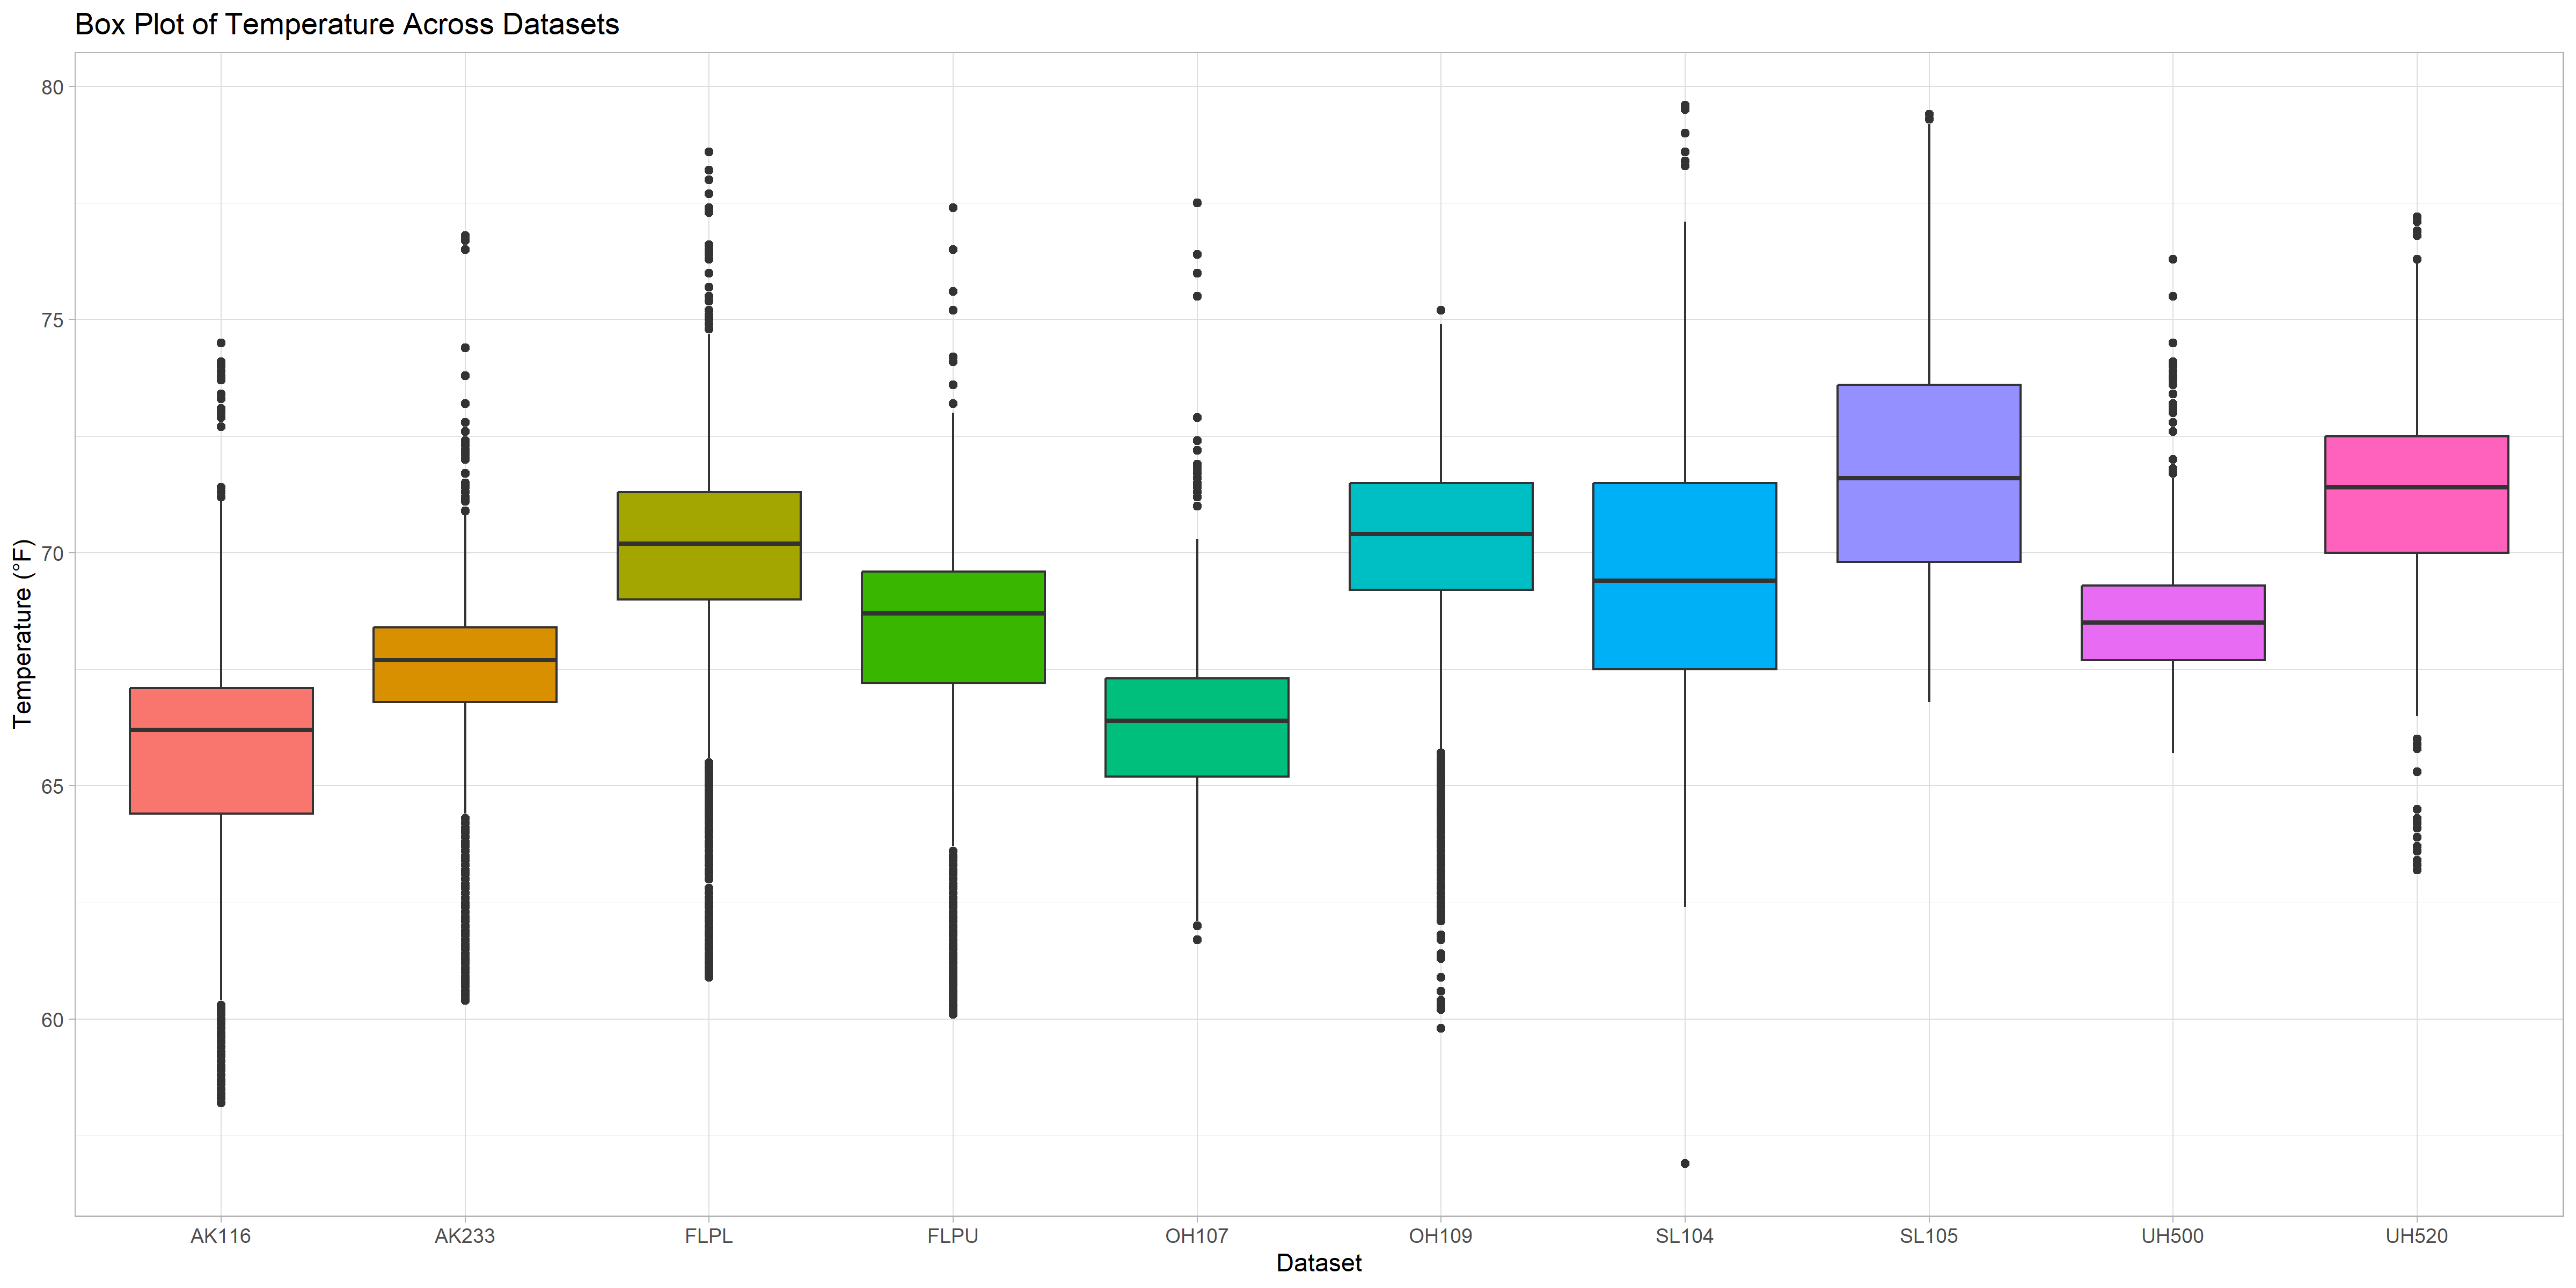 Box Plot of Temperature Across Datasets
80
75
70
65
60
Temperature (°F)
AK116 AK233 FLPL FLPU OH107 OH109 SL104 SL105 UH500 UH520
Dataset